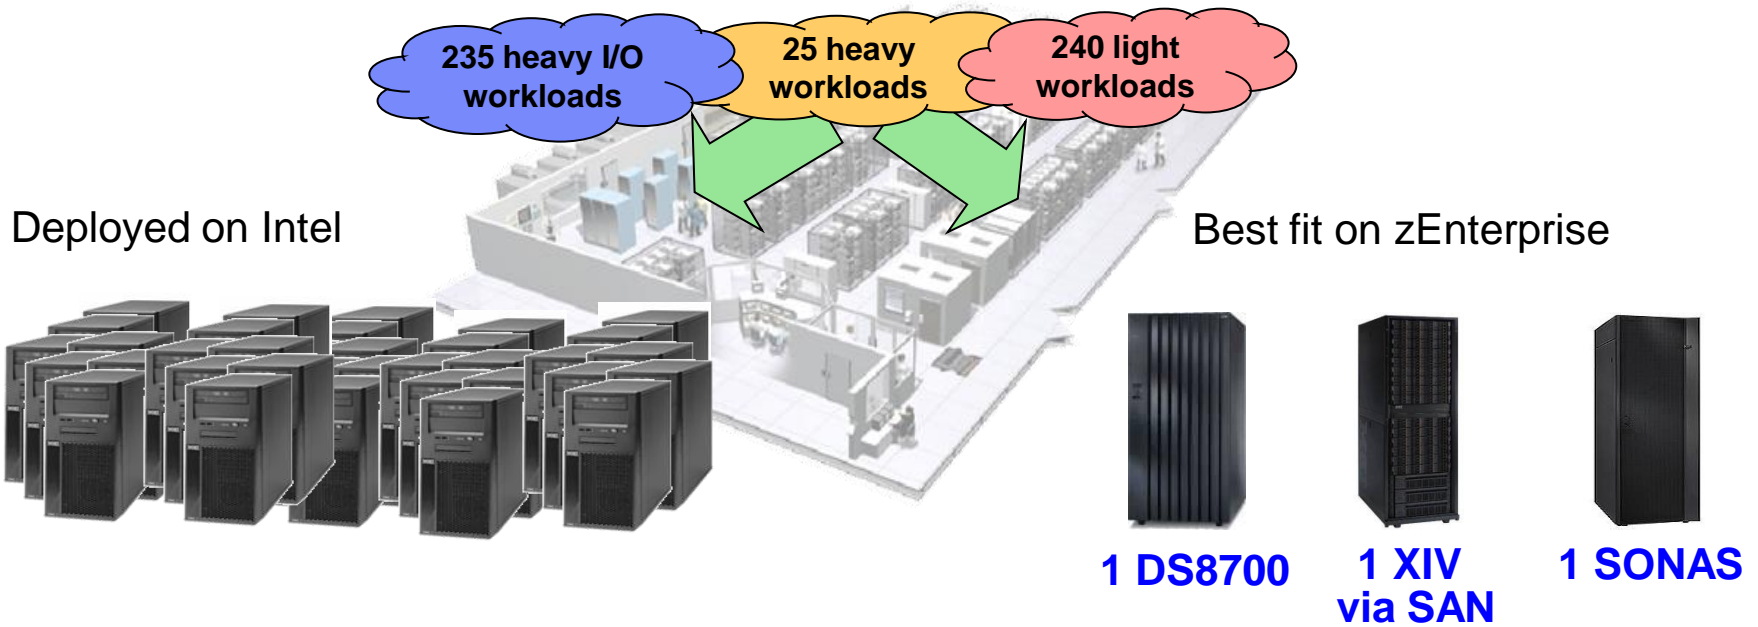 235 heavy I/O
workloads
25 heavy
workloads
240 light
workloads
Deployed on Intel
Best fit on zEnterprise
1 DS8700
1 XIV
via SAN
1 SONAS